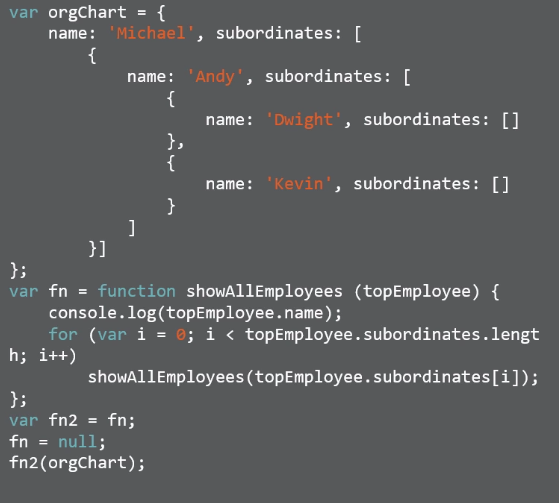 var orgChart = {
    name: 'Michael', subordinates: [
        {
            name: 'Andy', subordinates: [
                {
                    name: 'Dwight', subordinates: []
                },
                {
                    name: 'Kevin', subordinates: []
                }
            ]
        }]
};
var fn = function showAllEmployees (topEmployee) {
    console.log(topEmployee.name);
    for (var i = 0; i < topEmployee.subordinates.lengt
h; i++)
        showAllEmployees(topEmployee.subordinates[i]);
};
var fn2 = fn;
fn = null;
fn2(orgChart);